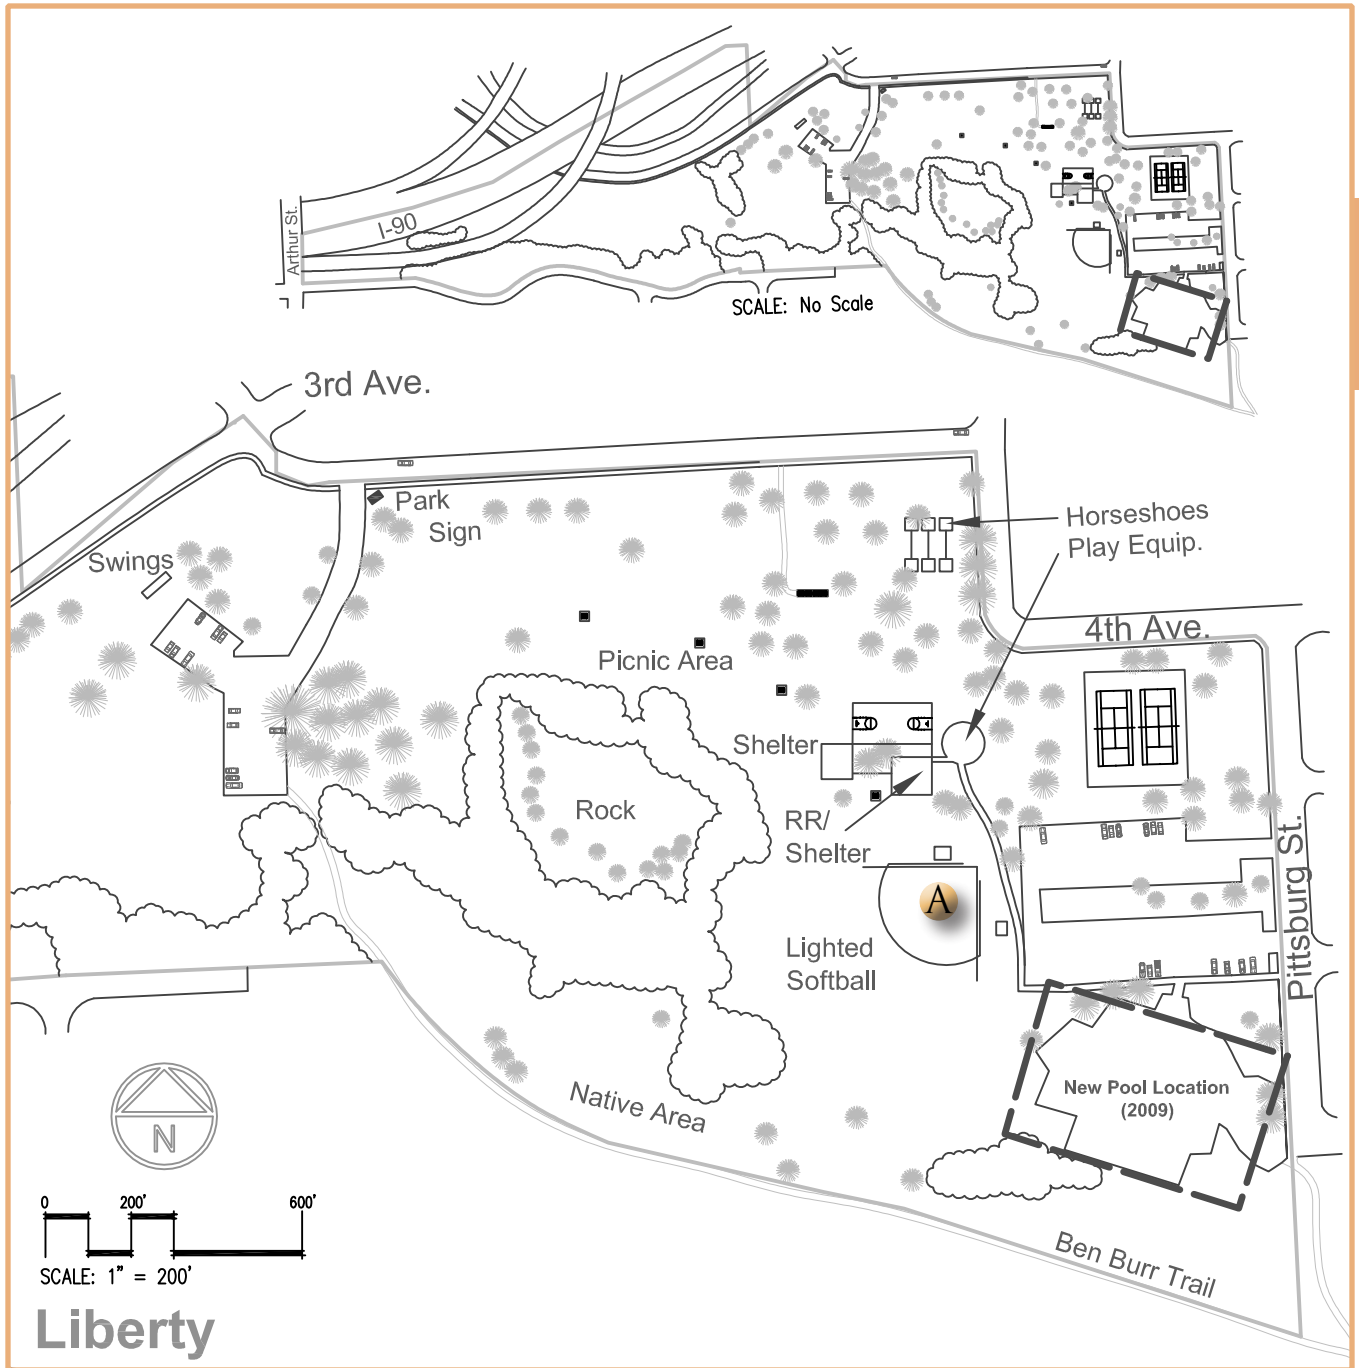 Arthur St.
I-90
SCALE: No Scale
3rd Ave.
Park
Sign
Swings
Horseshoes
Play Equip.
4th Ave.
Picnic Area
Shelter
Rock
RR/
Shelter
A
Lighted
Softball
Pittsburg St.
New Pool Location
(2009)
Native Area
N
Ben Burr Trail
0 200' 600'
SCALE: 1" = 200'
Liberty